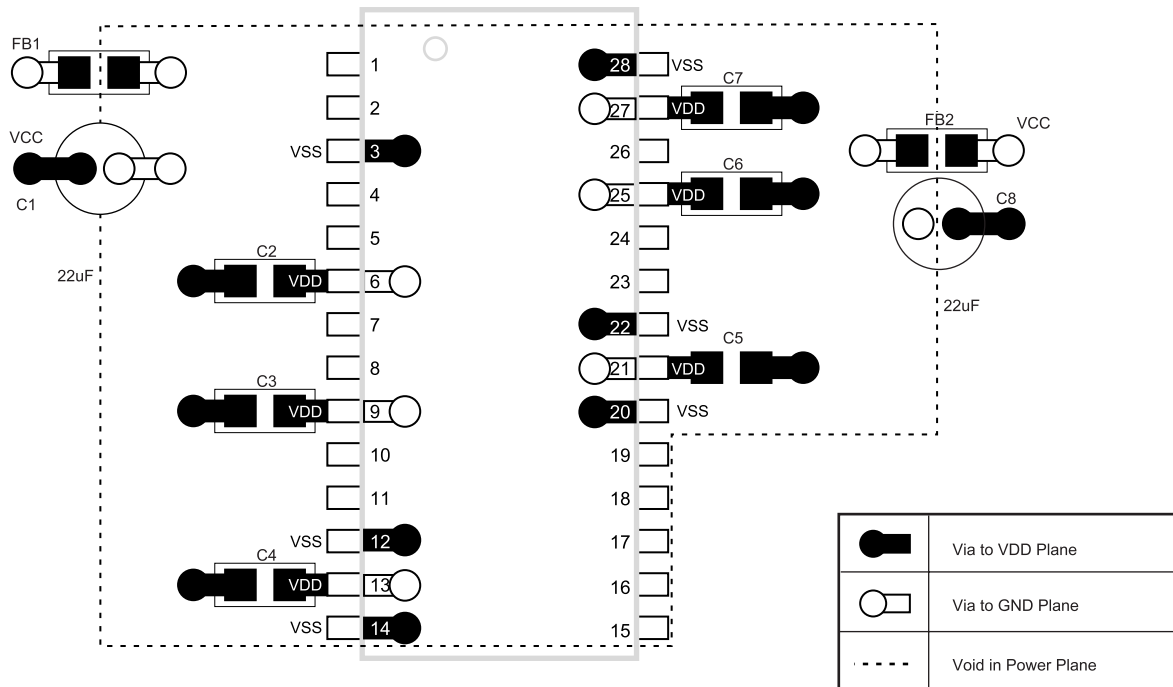 FB1
VCC
C1
22uF
C2
C3
C4
VSS
VDD
VDD
VSS
VDD
VSS
1
2
3
4
5
6
7
8
9
10
11
12
13
14
28
27
26
25
24
23
22
21
20
19
18
17
16
15
VSS
C7
VDD
C6
VDD
VSS
C5
VDD
VSS
FB2
VCC
C8
22uF
Via to VDD Plane
Via to GND Plane
Void in Power Plane